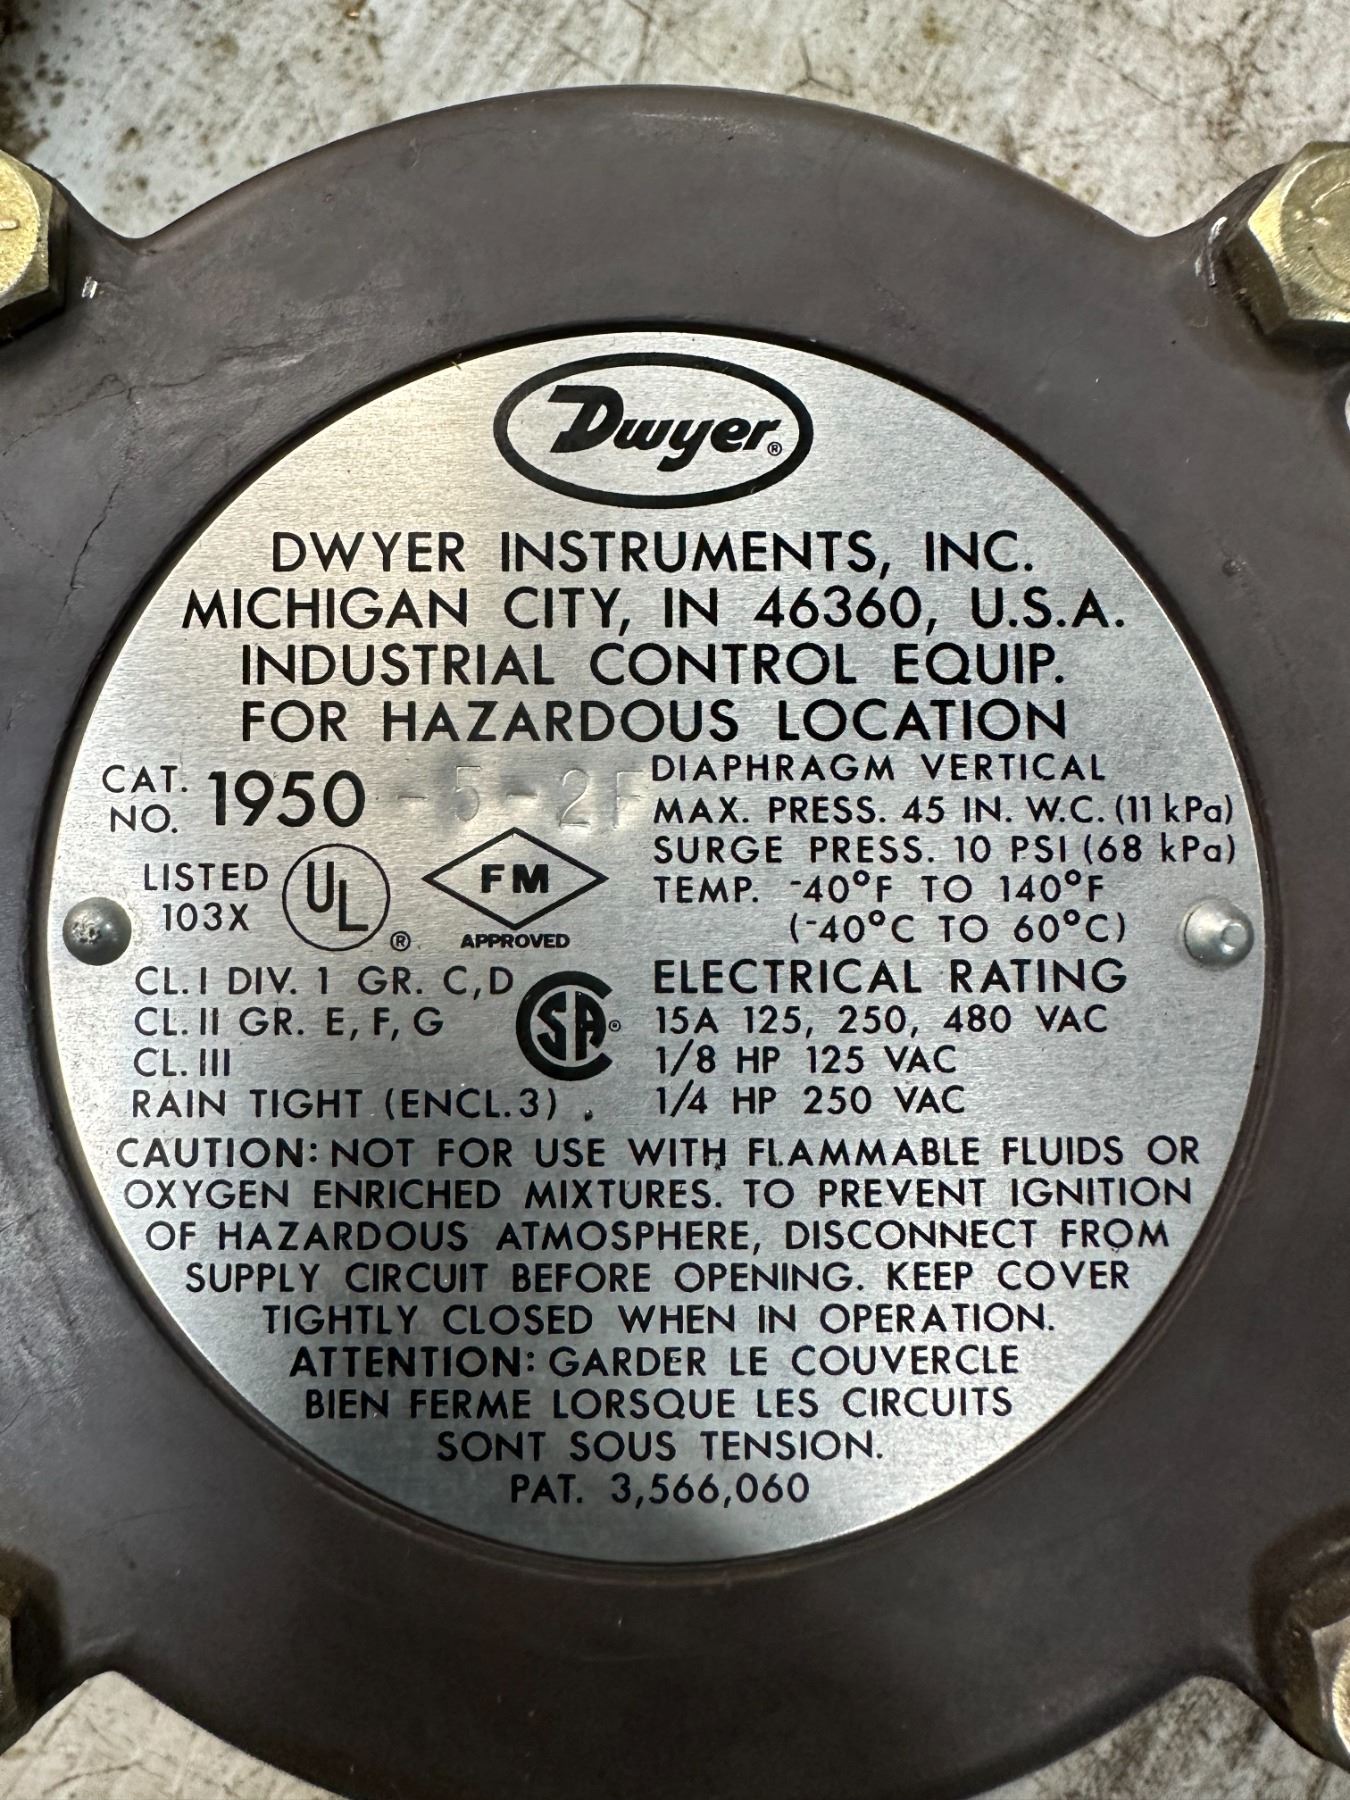 Dwyer®
DWYER INSTRUMENTS, INC.
MICHIGAN CITY, IN 46360, U.S.A.
INDUSTRIAL CONTROL EQUIP.
FOR HAZARDOUS LOCATION
CAT. NO. 1950 -5-2F
LISTED
103X
UL®
FM
APPROVED
CL. I DIV. 1 GR. C,D
CL. II GR. E, F, G
CL. III
RAIN TIGHT (ENCL.3)
SA®
DIAPHRAGM VERTICAL
MAX. PRESS. 45 IN. W.C. (11 kPa)
SURGE PRESS. 10 PSI (68 kPa)
TEMP. -40°F TO 140°F
(-40°C TO 60°C)
ELECTRICAL RATING
15A 125, 250, 480 VAC
1/8 HP 125 VAC
1/4 HP 250 VAC
CAUTION: NOT FOR USE WITH FLAMMABLE FLUIDS OR
OXYGEN ENRICHED MIXTURES. TO PREVENT IGNITION
OF HAZARDOUS ATMOSPHERE, DISCONNECT FROM
SUPPLY CIRCUIT BEFORE OPENING. KEEP COVER
TIGHTLY CLOSED WHEN IN OPERATION.
ATTENTION: GARDER LE COUVERCLE
BIEN FERME LORSQUE LES CIRCUITS
SONT SOUS TENSION.
PAT. 3,566,060